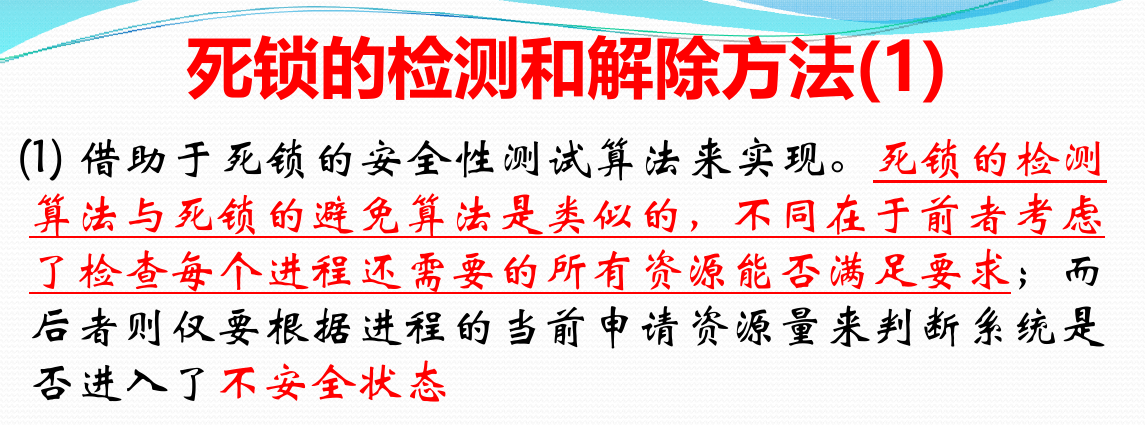 死锁的检测和解除方法(1)
(1) 借助于死锁的安全性测试算法来实现。死锁的检测
算法与死锁的避免算法是类似的，不同在于前者考虑
了检查每个进程还需要的所有资源能否满足要求；而
后者则仅要根据进程的当前申请资源量来判断系统是
否进入了不安全状态